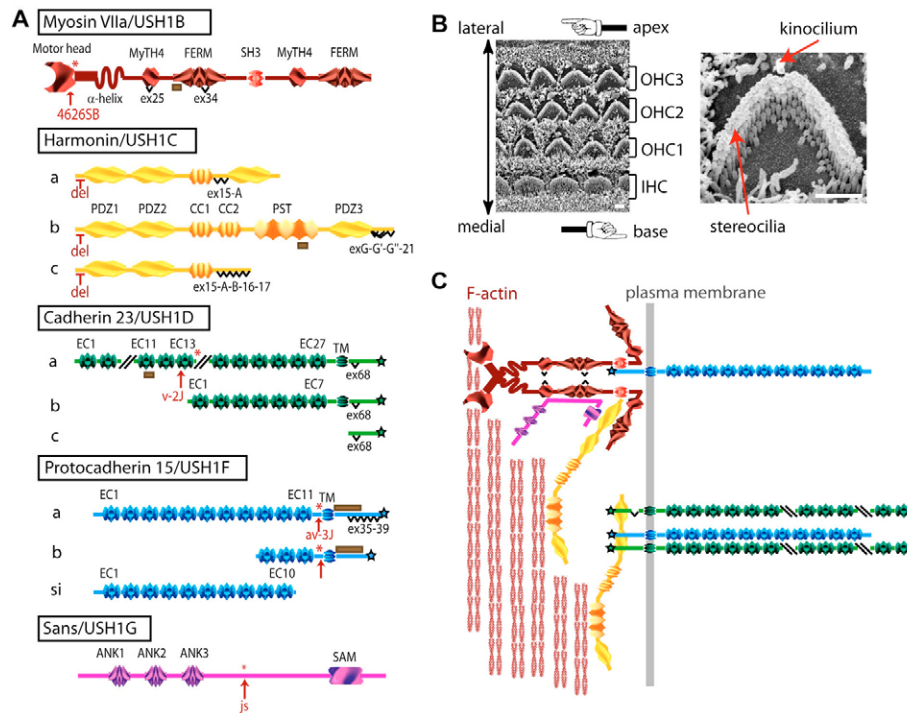 A
Myosin VIIa/USH1B
Motor head
*
MyTH4
FERM
SH3
MyTH4
FERM
α-helix
ex25
ex34
4626SB
Harmonin/USH1C
a
del
ex15-A
PDZ1
PDZ2
CC1
CC2
PST
PDZ3
b
del
exG-G'-G"-21
c
del
ex15-A-B-16-17
Cadherin 23/USH1D
EC1
EC11
EC13
*
EC27
TM
a
ex68
v-2J
EC1
EC7
b
ex68
c
ex68
Protocadherin 15/USH1F
EC1
EC11
TM
*
a
ex35-39
av-3J
b
*
EC1
EC10
si
Sans/USH1G
ANK1
ANK2
ANK3
SAM
*
js
B
lateral
apex
OHC3
OHC2
OHC1
IHC
medial
base
kinocilium
stereocilia
C
F-actin
plasma membrane